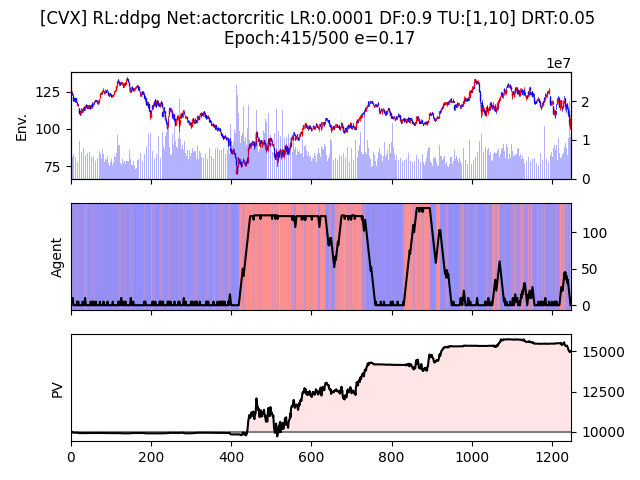 [CVX] RL:ddpg Net:actorcritic LR:0.0001 DF:0.9 TU:[1,10] DRT:0.05
Epoch:415/500 e=0.17
1e7
Env.
125
100
75
2
1
0
Agent
100
50
0
PV
15000
12500
10000
0 200 400 600 800 1000 1200